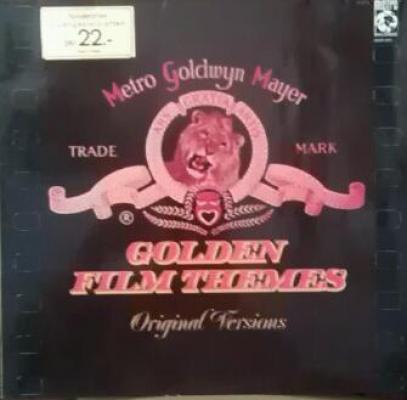 22.-
Metro Goldwyn Mayer
ARS GRATIA ARTIS
TRADE MARK
®
GOLDEN
FILM THEMES
Original Versions